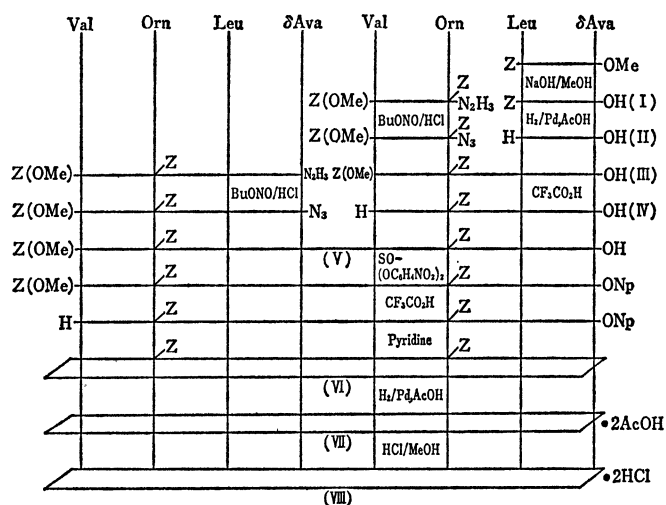 Val Orn Leu δAva Val Orn Leu δAva
Z OMe
NaOH/MeOH
Z(OMe) Z N₂H₃ Z OH(I)
BuONO/HCl H₂/Pd,AcOH
Z(OMe) Z N₃ H OH(II)
Z(OMe) Z N₂H₃ Z(OMe) Z OH(III)
BuONO/HCl CF₃CO₂H
Z(OMe) Z N₃ H Z OH(IV)
Z(OMe) Z Z OH
(V) SO-
(OC₆H₄NO₂)₂
Z(OMe) Z Z ONp
CF₃CO₂H
H Z Z ONp
Pyridine
Z Z
(VI)
H₂/Pd,AcOH
•2AcOH
(VII) HCl/MeOH
•2HCl
(VIII)